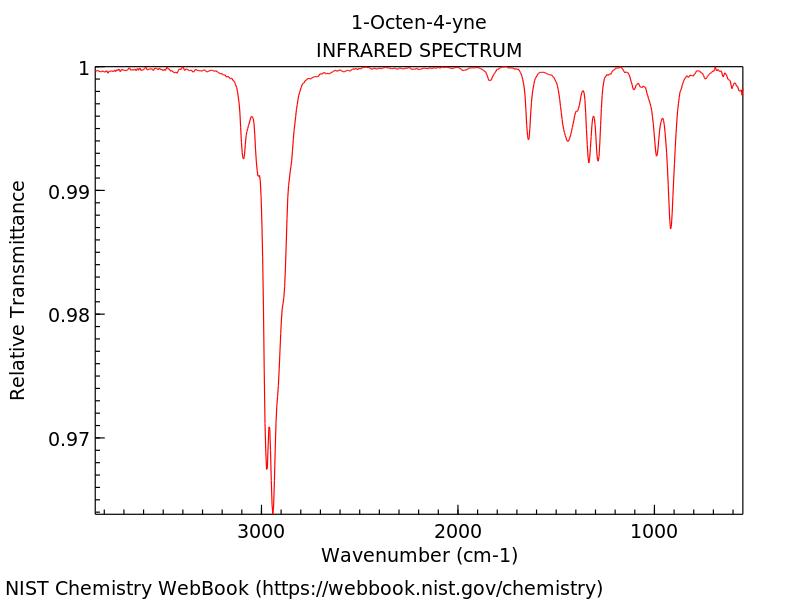 1-Octen-4-yne
INFRARED SPECTRUM
1
0.99
0.98
0.97
Relative Transmittance
3000 2000 1000
Wavenumber (cm-1)
NIST Chemistry WebBook (https://webbook.nist.gov/chemistry)